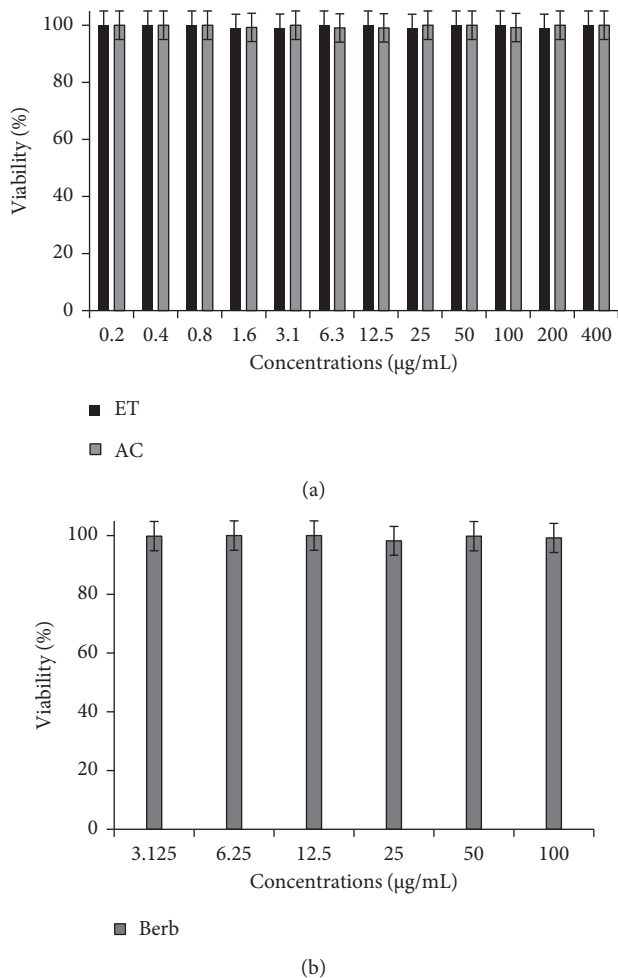 100
80
60
40
20
0
Viability (%)
0.2 0.4 0.8 1.6 3.1 6.3 12.5 25 50 100 200 400
Concentrations (µg/mL)
ET
AC
(a)
100
80
60
40
20
0
Viability (%)
3.125 6.25 12.5 25 50 100
Concentrations (µg/mL)
Berb
(b)